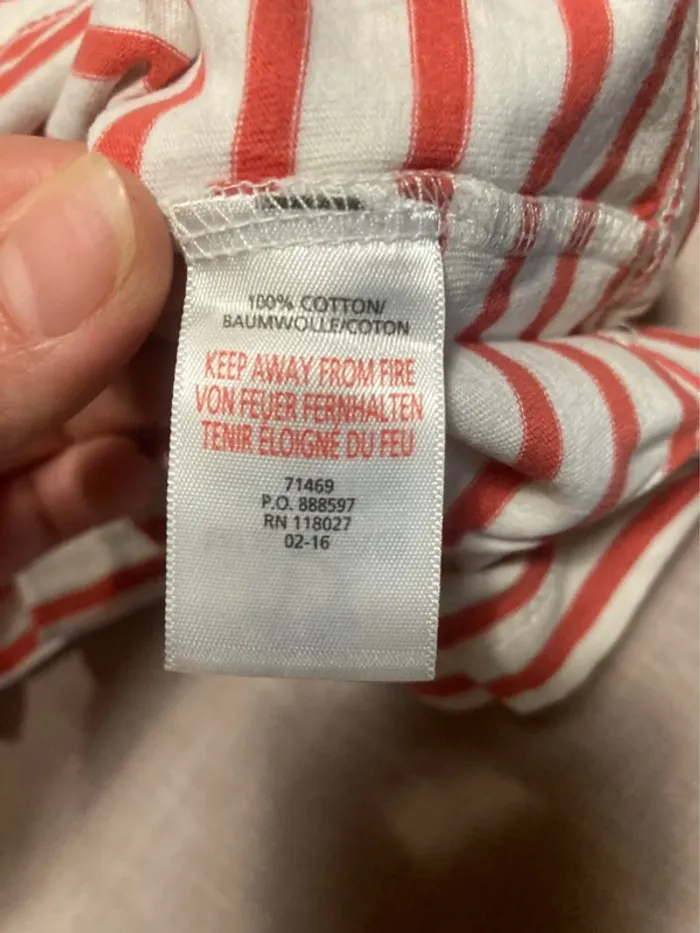 100% COTTON/
BAUMWOLLE/COTON
KEEP AWAY FROM FIRE
VON FEUER FERNHALTEN
TENIR ÉLOIGNÉ DU FEU
71469
P.O. 888597
RN 118027
02-16